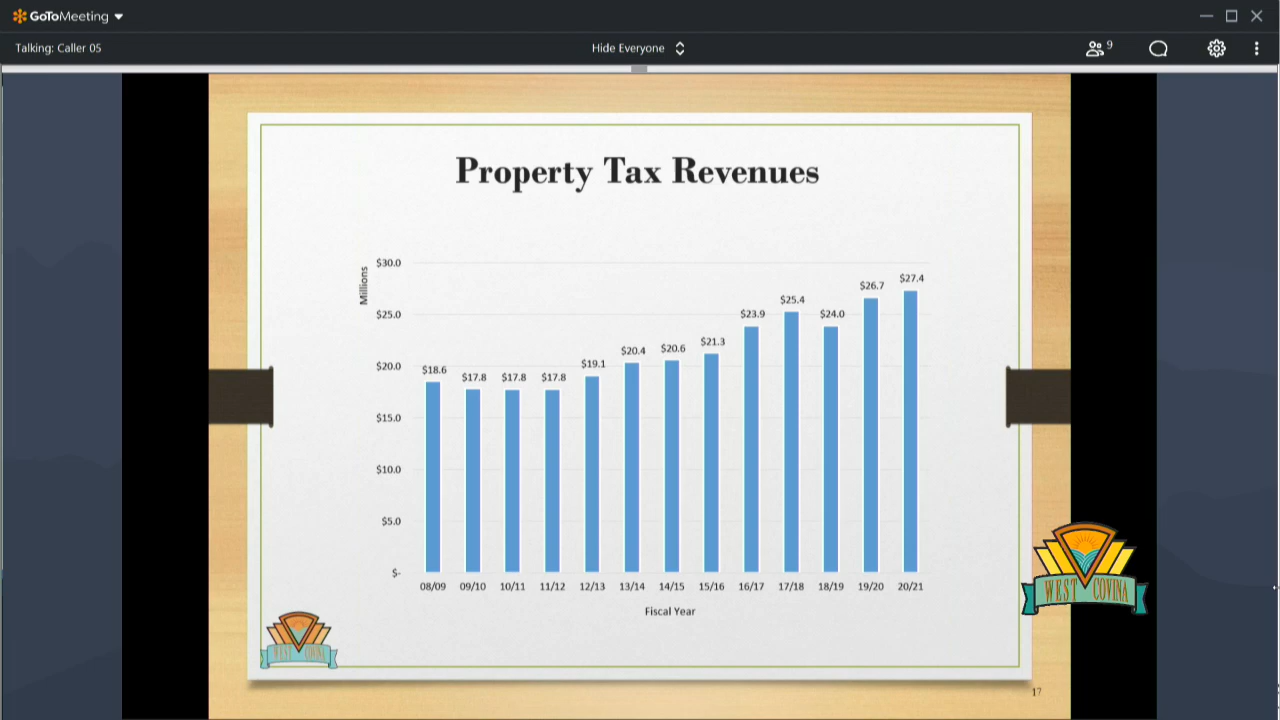 GoToMeeting
Talking: Caller 05
Hide Everyone
9
Property Tax Revenues
Millions
$30.0
$25.0
$20.0
$15.0
$10.0
$5.0
$-
$18.6
$17.8
$17.8
$17.8
$19.1
$20.4
$20.6
$21.3
$23.9
$25.4
$24.0
$26.7
$27.4
08/09 09/10 10/11 11/12 12/13 13/14 14/15 15/16 16/17 17/18 18/19 19/20 20/21
Fiscal Year
WEST COVINA
WEST COVINA
17